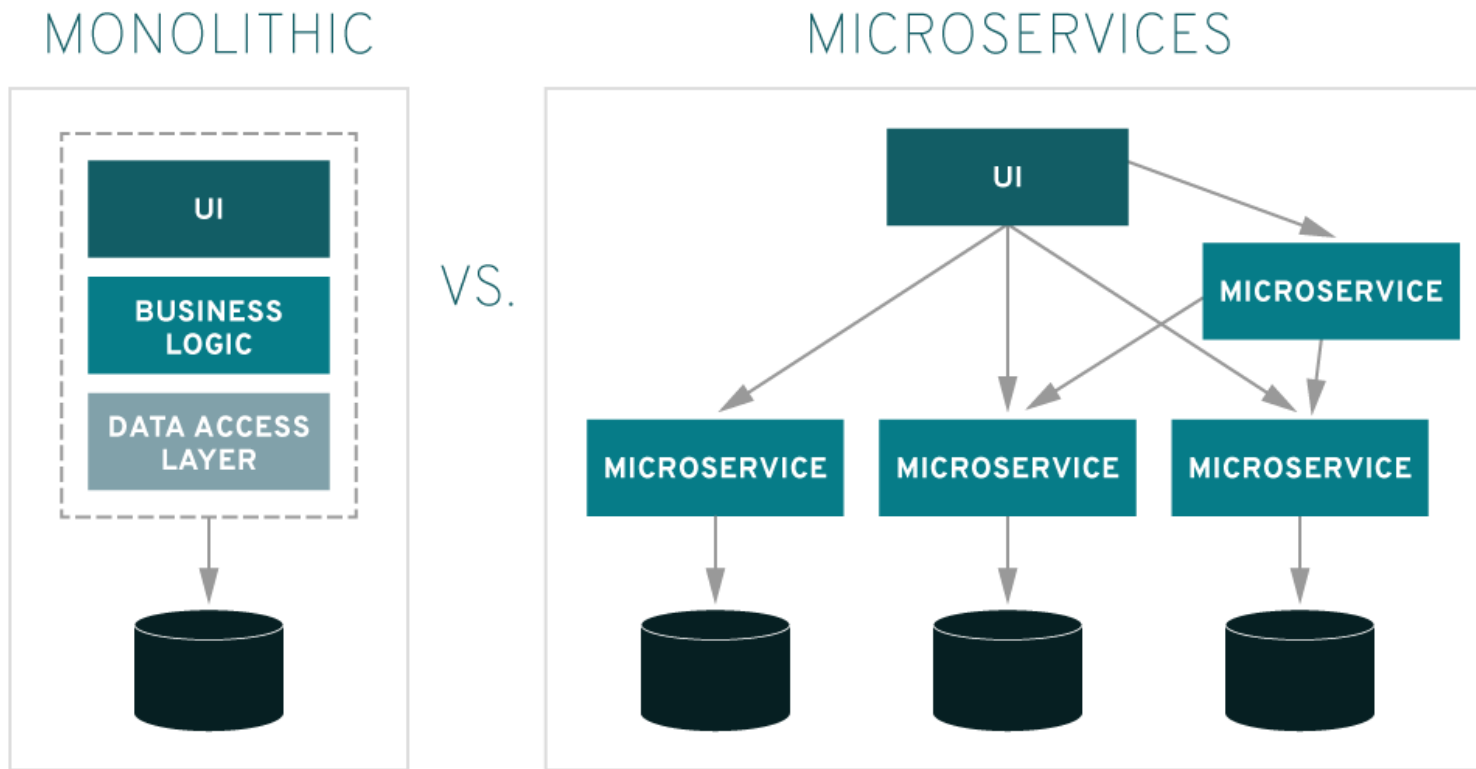 MONOLITHIC
UI
BUSINESS
LOGIC
DATA ACCESS
LAYER
VS.
MICROSERVICES
UI
MICROSERVICE
MICROSERVICE
MICROSERVICE
MICROSERVICE